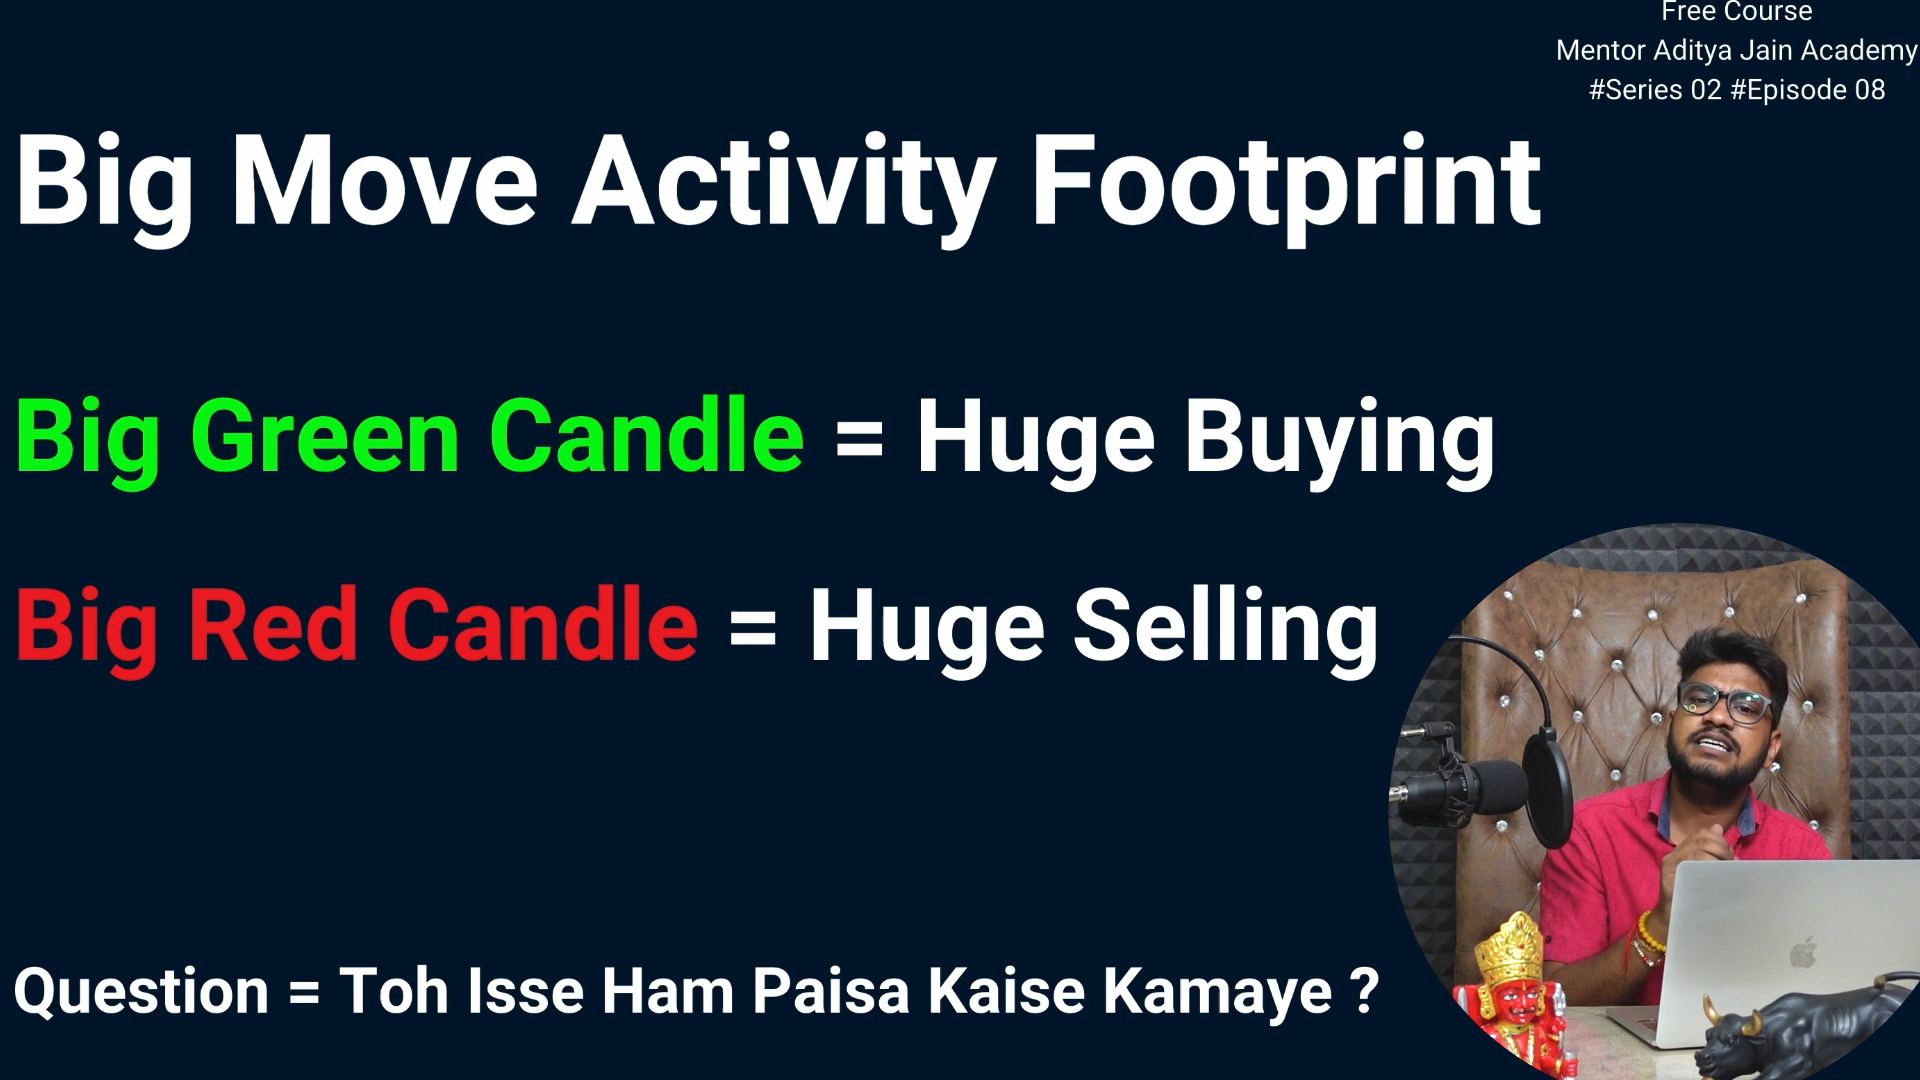 Free Course
Mentor Aditya Jain Academy
#Series 02 #Episode 08
Big Move Activity Footprint
Big Green Candle = Huge Buying
Big Red Candle = Huge Selling
Question = Toh Isse Ham Paisa Kaise Kamaye ?